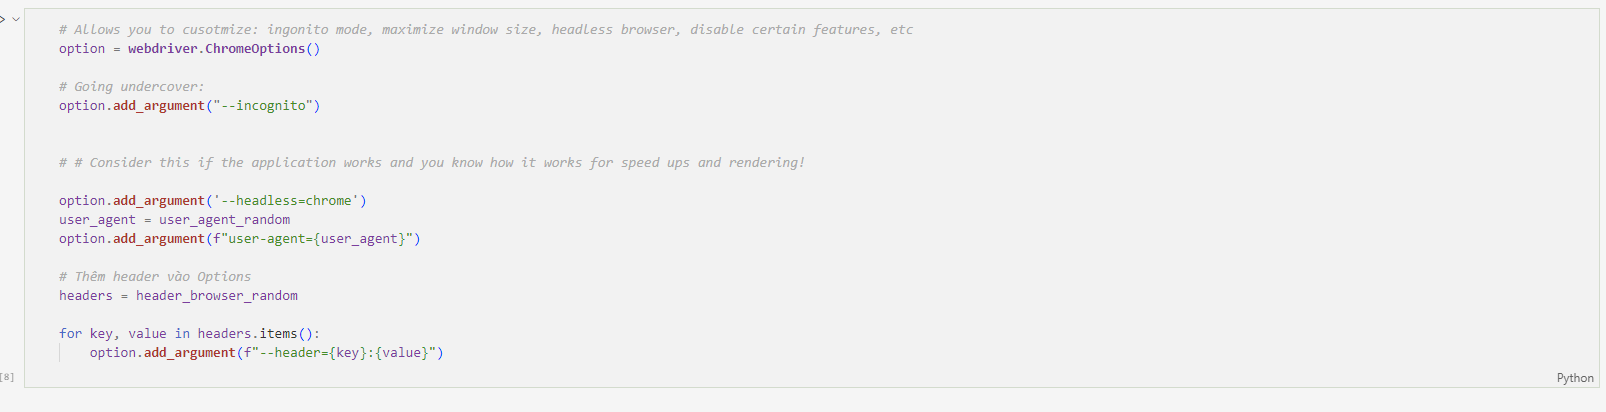 # Allows you to cusotmize: ingonito mode, maximize window size, headless browser, disable certain features, etc
option = webdriver.ChromeOptions()
# Going undercover:
option.add_argument("--incognito")
# # Consider this if the application works and you know how it works for speed ups and rendering!
option.add_argument('--headless=chrome')
user_agent = user_agent_random
option.add_argument(f"user-agent={user_agent}")
# Thêm header vào Options
headers = header_browser_random
for key, value in headers.items():
    option.add_argument(f"--header={key}:{value}")
[8]
Python